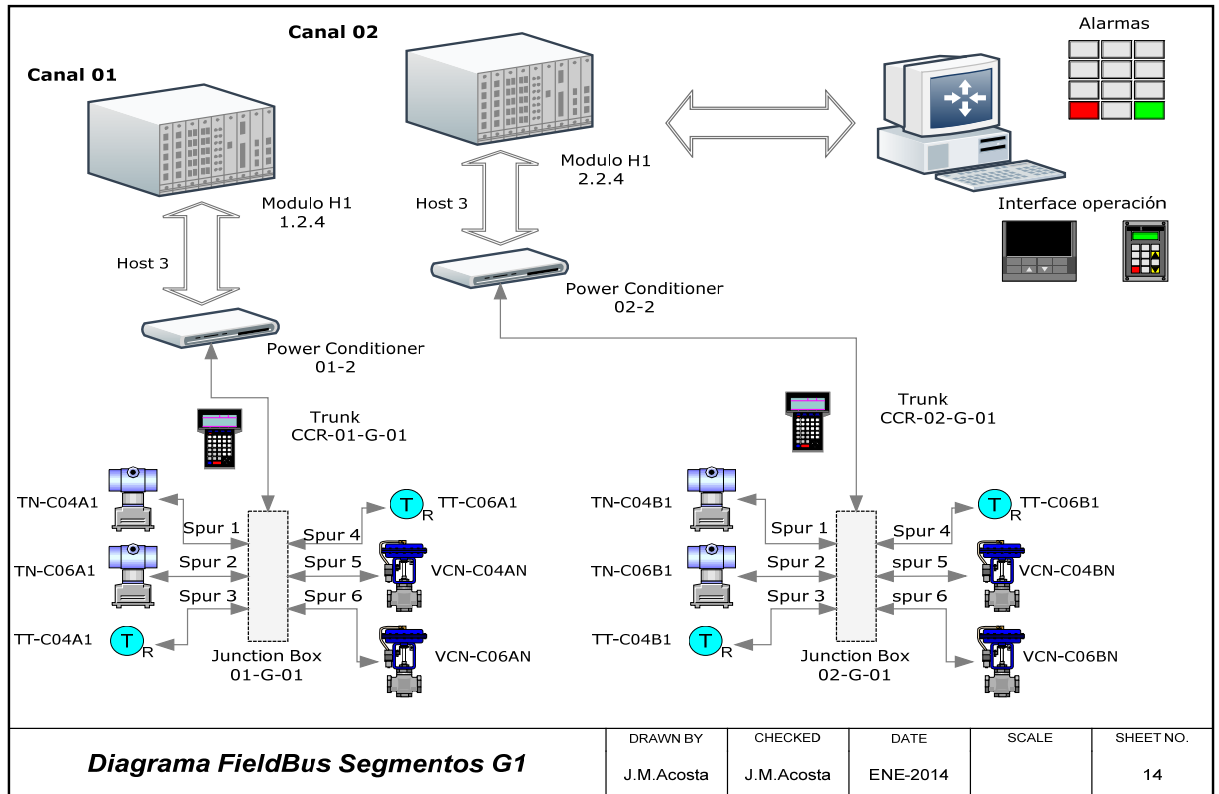 Canal 01
Canal 02
Alarmas
Modulo H1
1.2.4
Modulo H1
2.2.4
Host 3
Host 3
Interface operación
Power Conditioner
01-2
Power Conditioner
02-2
Trunk
CCR-01-G-01
Trunk
CCR-02-G-01
TN-C04A1
TN-C06A1
TT-C04A1
T
R
Spur 1
Spur 2
Spur 3
Spur 4
Spur 5
Spur 6
T
R
TT-C06A1
VCN-C04AN
VCN-C06AN
Junction Box
01-G-01
TN-C04B1
TN-C06B1
TT-C04B1
T
R
Spur 1
Spur 2
Spur 3
Spur 4
spur 5
spur 6
T
R
TT-C06B1
VCN-C04BN
VCN-C06BN
Junction Box
02-G-01
Diagrama FieldBus Segmentos G1
DRAWN BY
J.M.Acosta
CHECKED
J.M.Acosta
DATE
ENE-2014
SCALE
SHEET NO.
14